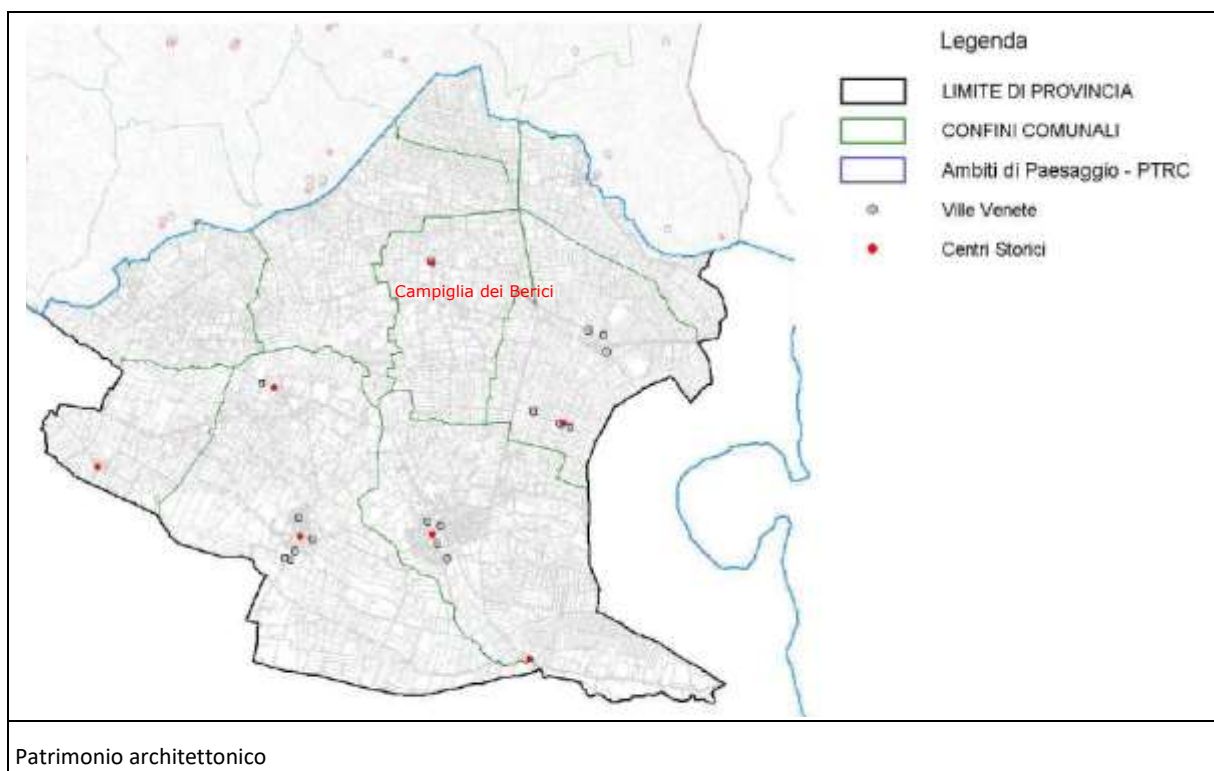 Legenda
LIMITE DI PROVINCIA
CONFINI COMUNALI
Ambiti di Paesaggio - PTRC
Ville Venete
Centri Storici
Campiglia dei Berici
Patrimonio architettonico